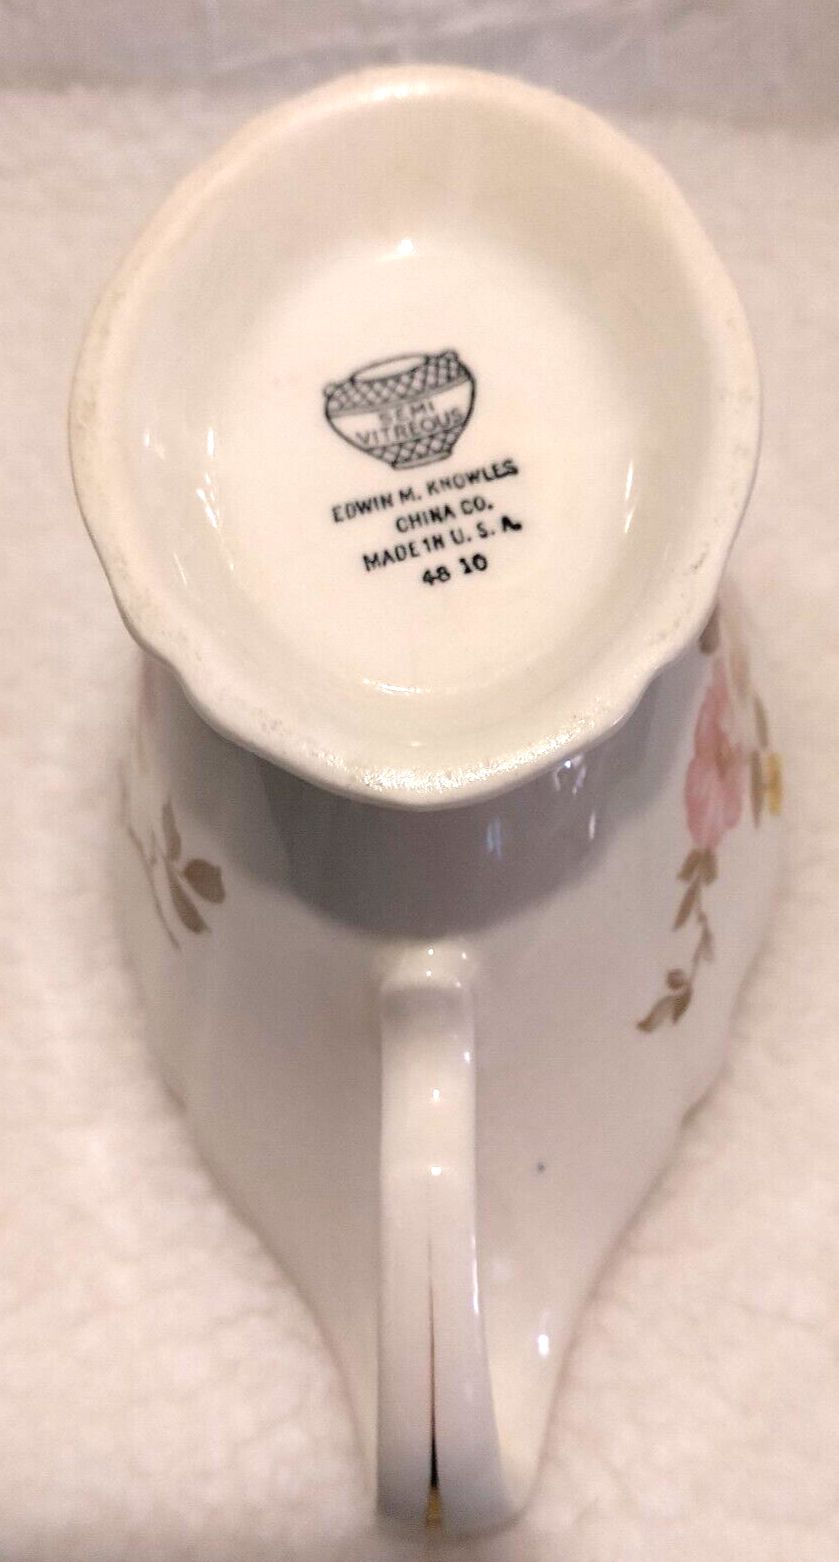 SEMI
VITREOUS
EDWIN M. KNOWLES
CHINA CO.
MADE IN U. S. A.
48 10